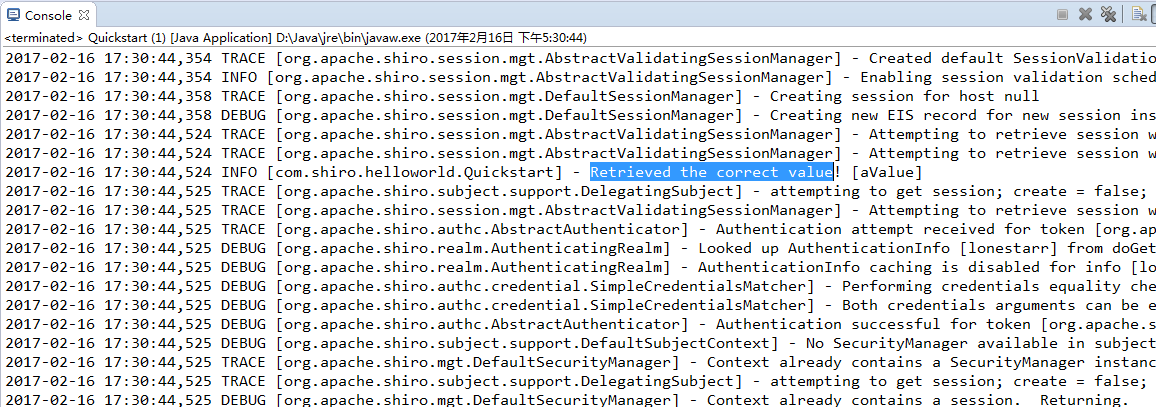 Console
<terminated> Quickstart (1) [Java Application] D:\Java\jre\bin\javaw.exe (2017年2月16日 下午5:30:44)
2017-02-16 17:30:44,354 TRACE [org.apache.shiro.session.mgt.AbstractValidatingSessionManager] - Created default SessionValidatio
2017-02-16 17:30:44,354 INFO [org.apache.shiro.session.mgt.AbstractValidatingSessionManager] - Enabling session validation sched
2017-02-16 17:30:44,358 TRACE [org.apache.shiro.session.mgt.DefaultSessionManager] - Creating session for host null
2017-02-16 17:30:44,358 DEBUG [org.apache.shiro.session.mgt.DefaultSessionManager] - Creating new EIS record for new session ins
2017-02-16 17:30:44,524 TRACE [org.apache.shiro.session.mgt.AbstractValidatingSessionManager] - Attempting to retrieve session w
2017-02-16 17:30:44,524 TRACE [org.apache.shiro.session.mgt.AbstractValidatingSessionManager] - Attempting to retrieve session w
2017-02-16 17:30:44,524 INFO [com.shiro.helloworld.Quickstart] - Retrieved the correct value! [aValue]
2017-02-16 17:30:44,525 TRACE [org.apache.shiro.subject.support.DelegatingSubject] - attempting to get session; create = false;
2017-02-16 17:30:44,525 TRACE [org.apache.shiro.session.mgt.AbstractValidatingSessionManager] - Attempting to retrieve session w
2017-02-16 17:30:44,525 TRACE [org.apache.shiro.authc.AbstractAuthenticator] - Authentication attempt received for token [org.ap
2017-02-16 17:30:44,525 DEBUG [org.apache.shiro.realm.AuthenticatingRealm] - Looked up AuthenticationInfo [lonestarr] from doGet
2017-02-16 17:30:44,525 DEBUG [org.apache.shiro.realm.AuthenticatingRealm] - AuthenticationInfo caching is disabled for info [lo
2017-02-16 17:30:44,525 DEBUG [org.apache.shiro.authc.credential.SimpleCredentialsMatcher] - Performing credentials equality che
2017-02-16 17:30:44,525 DEBUG [org.apache.shiro.authc.credential.SimpleCredentialsMatcher] - Both credentials arguments can be e
2017-02-16 17:30:44,525 DEBUG [org.apache.shiro.authc.AbstractAuthenticator] - Authentication successful for token [org.apache.s
2017-02-16 17:30:44,525 DEBUG [org.apache.shiro.subject.support.DefaultSubjectContext] - No SecurityManager available in subject
2017-02-16 17:30:44,525 TRACE [org.apache.shiro.mgt.DefaultSecurityManager] - Context already contains a SecurityManager instanc
2017-02-16 17:30:44,525 TRACE [org.apache.shiro.subject.support.DelegatingSubject] - attempting to get session; create = false;
2017-02-16 17:30:44,525 DEBUG [org.apache.shiro.mgt.DefaultSecurityManager] - Context already contains a session.  Returning.